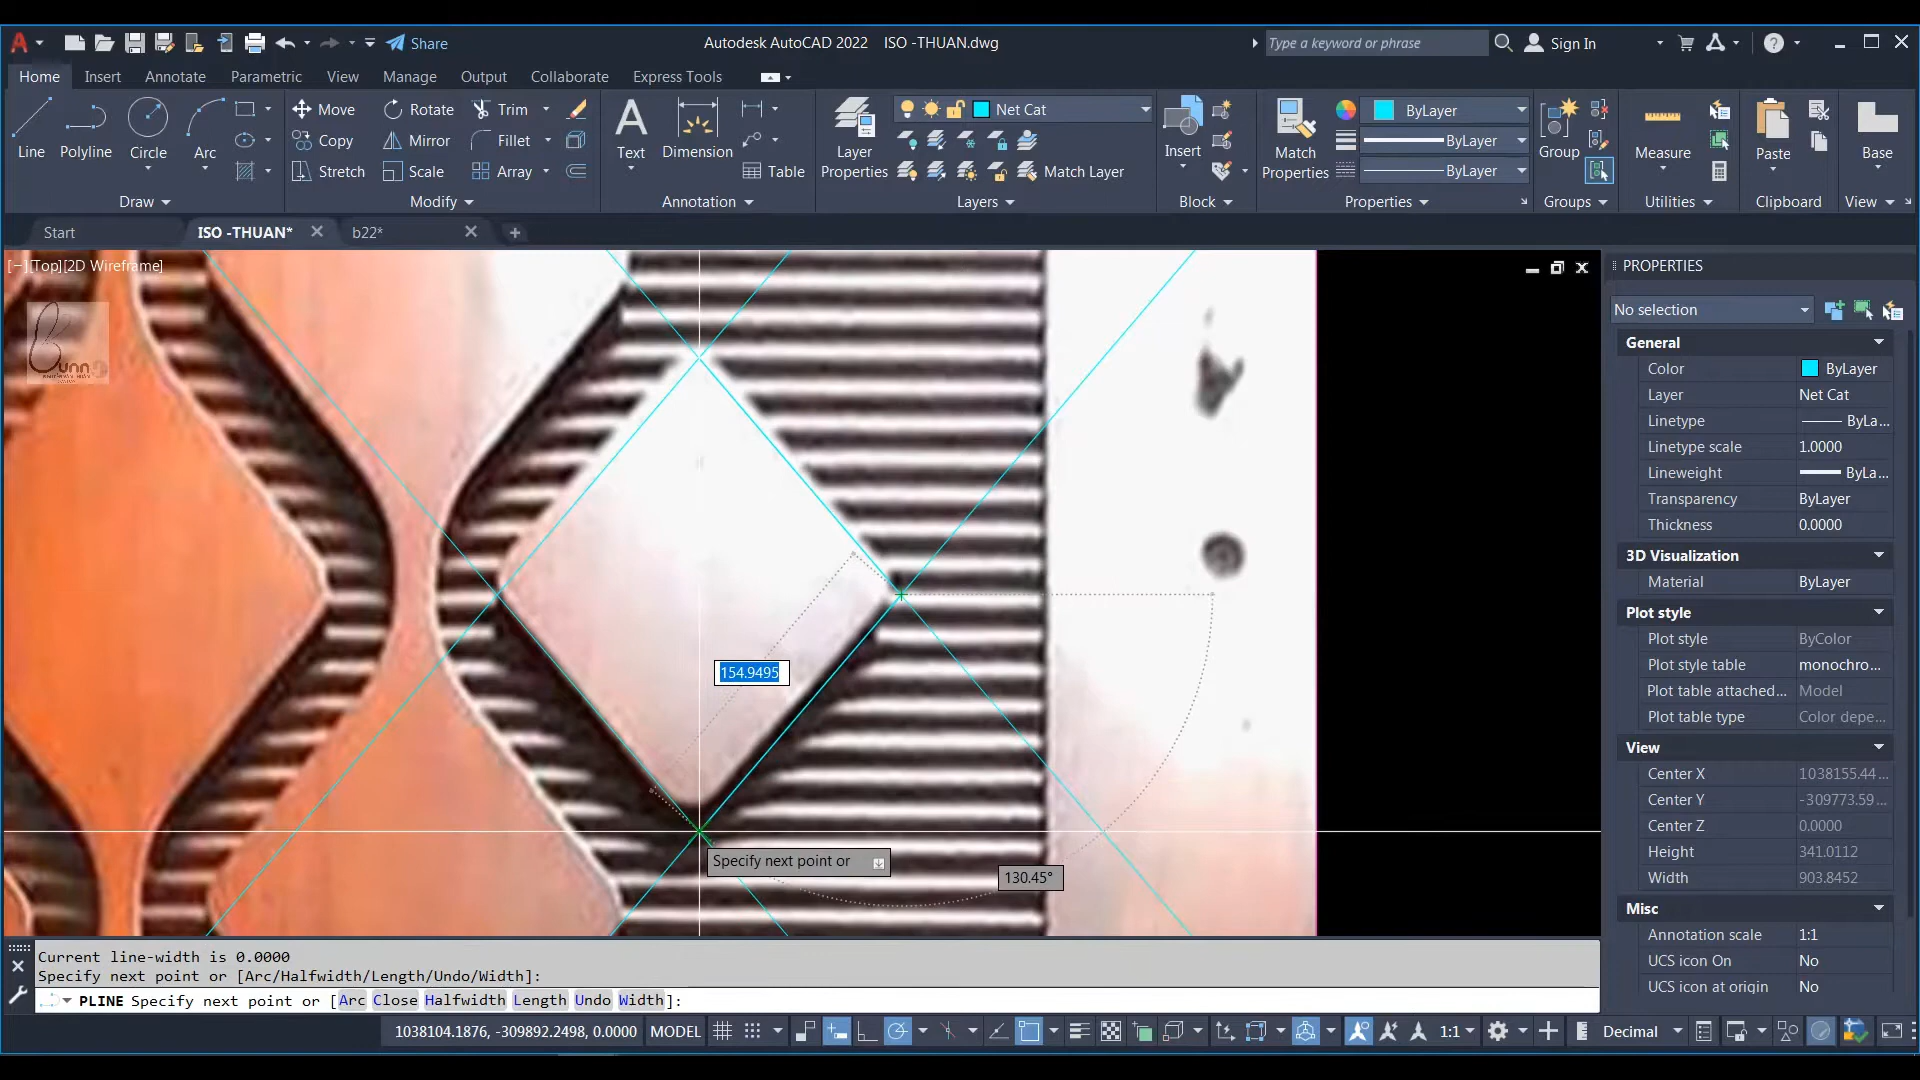 Share
Autodesk AutoCAD 2022 ISO -THUAN.dwg
Type a keyword or phrase
Sign In
Home Insert Annotate Parametric View Manage Output Collaborate Express Tools
Line Polyline Circle Arc
Move Rotate Trim
Copy Mirror Fillet
Stretch Scale Array
Text Dimension Table
Layer Properties
Net Cat
Match Layer
Insert
Match Properties
ByLayer
ByLayer
ByLayer
Group Measure Paste Base
Draw Modify Annotation Layers Block Properties Groups Utilities Clipboard View
Start ISO -THUAN* b22*
[−][Top][2D Wireframe]
unn
154.9495
Specify next point or
130.45°
PROPERTIES
No selection
General
Color ByLayer
Layer Net Cat
Linetype ByLa...
Linetype scale 1.0000
Lineweight ByLa...
Transparency ByLayer
Thickness 0.0000
3D Visualization
Material ByLayer
Plot style
Plot style ByColor
Plot style table monochro...
Plot table attached... Model
Plot table type Color depe...
View
Center X 1038155.44...
Center Y -309773.59...
Center Z 0.0000
Height 341.0112
Width 903.8452
Misc
Annotation scale 1:1
UCS icon On No
UCS icon at origin No
Current line-width is 0.0000
Specify next point or [Arc/Halfwidth/Length/Undo/Width]:
PLINE Specify next point or [Arc Close Halfwidth Length Undo Width]:
1038104.1876, -309892.2498, 0.0000 MODEL 1:1 Decimal